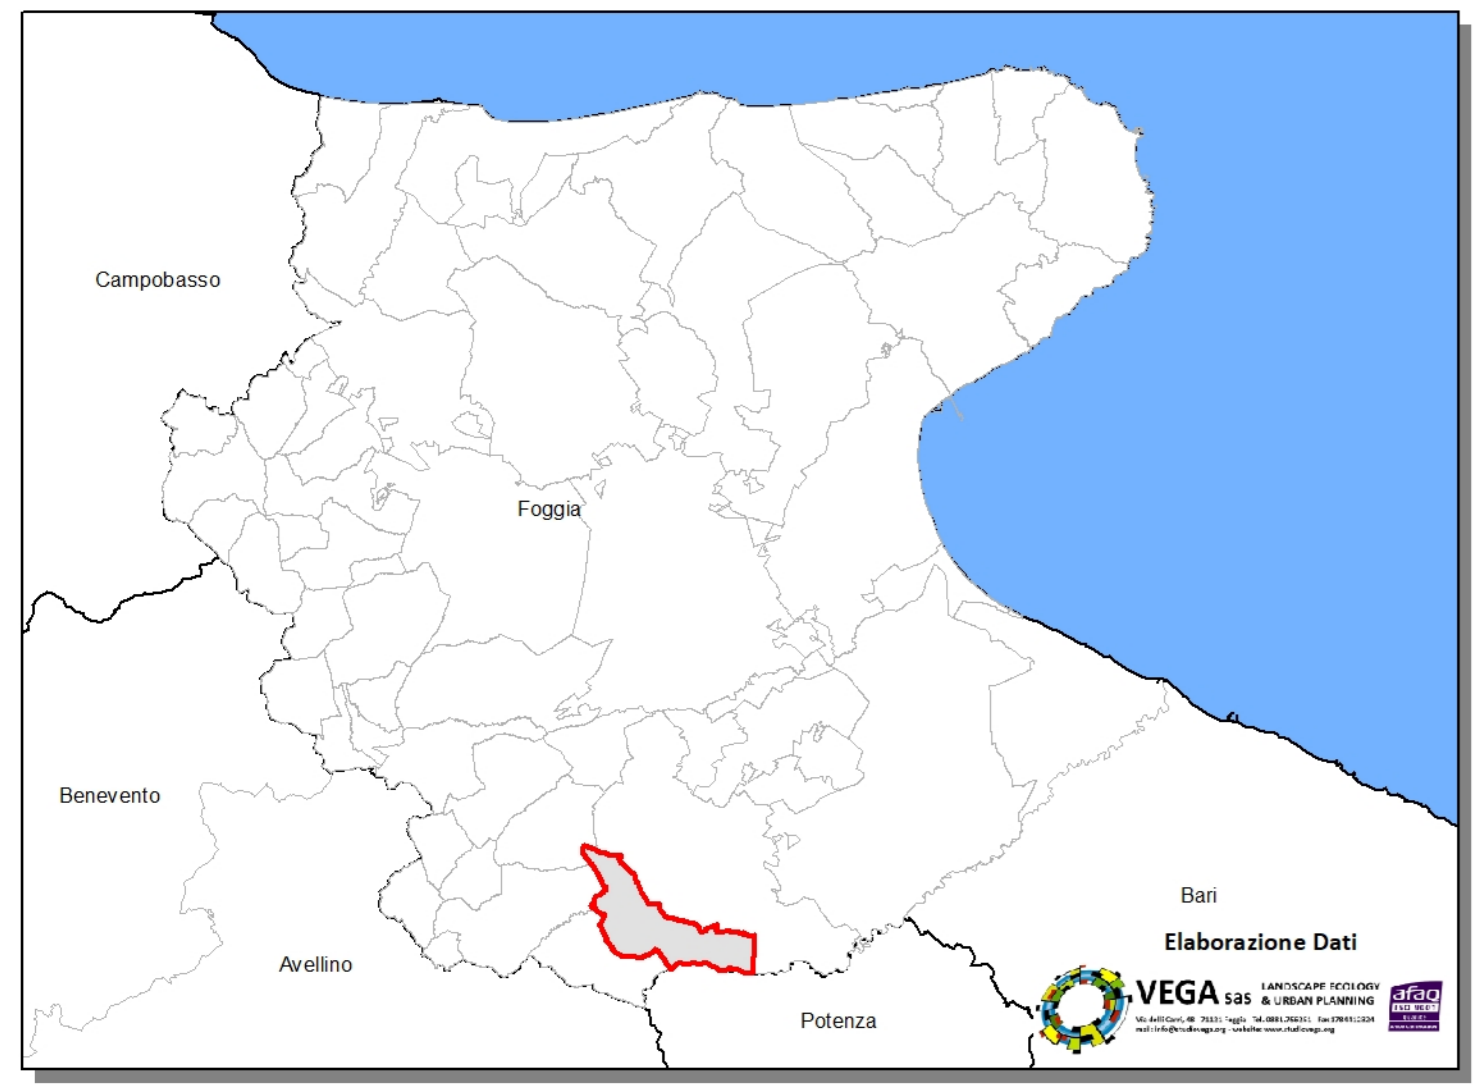 Campobasso
Foggia
Benevento
Bari
Elaborazione Dati
Avellino
VEGA sas
LANDSCAPE ECOLOGY
& URBAN PLANNING
Potenza
afaq